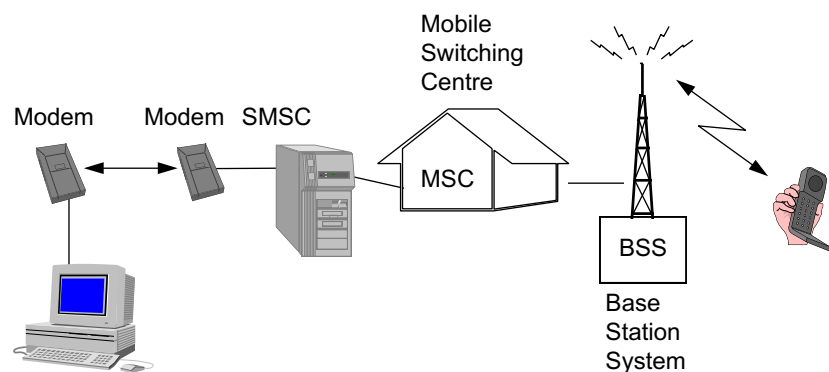 Mobile
Switching
Centre
Modem
Modem
SMSC
MSC
BSS
Base
Station
System